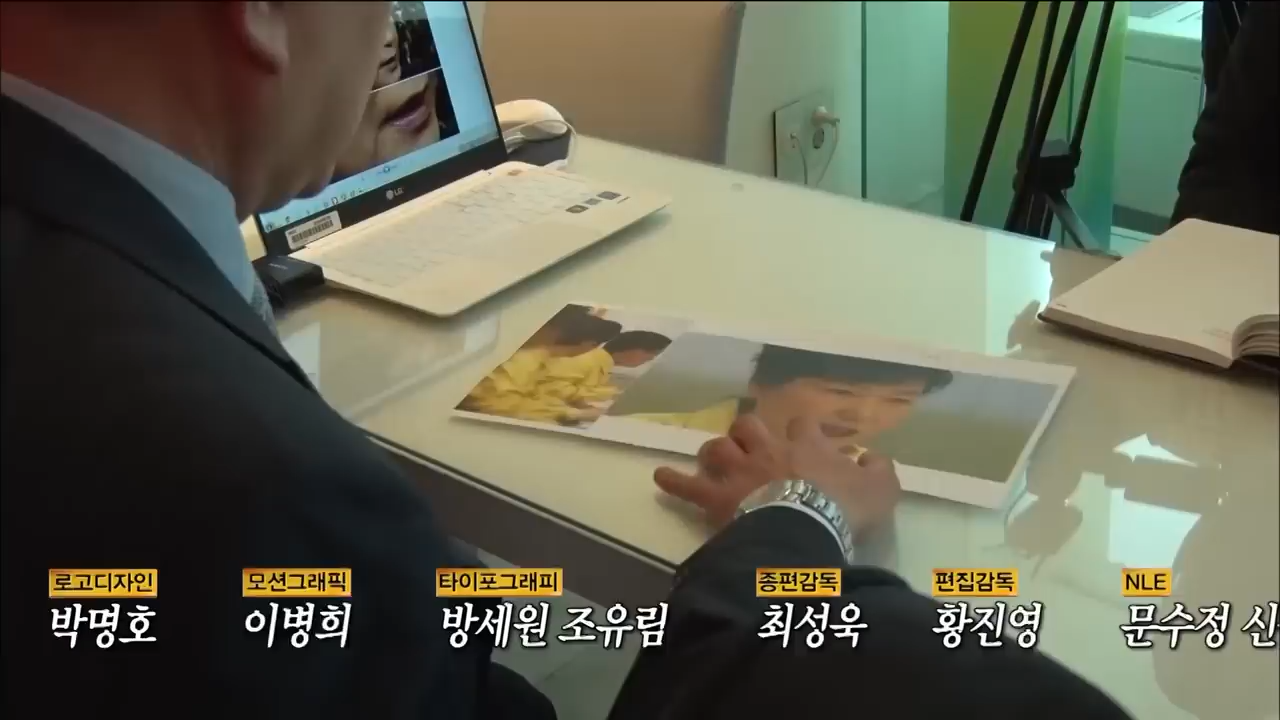 LG
로고디자인 모션그래픽 타이포그래피 종편감독 편집감독 NLE
박명호 이병희 방세원 조유림 최성욱 황진영 문수정 신